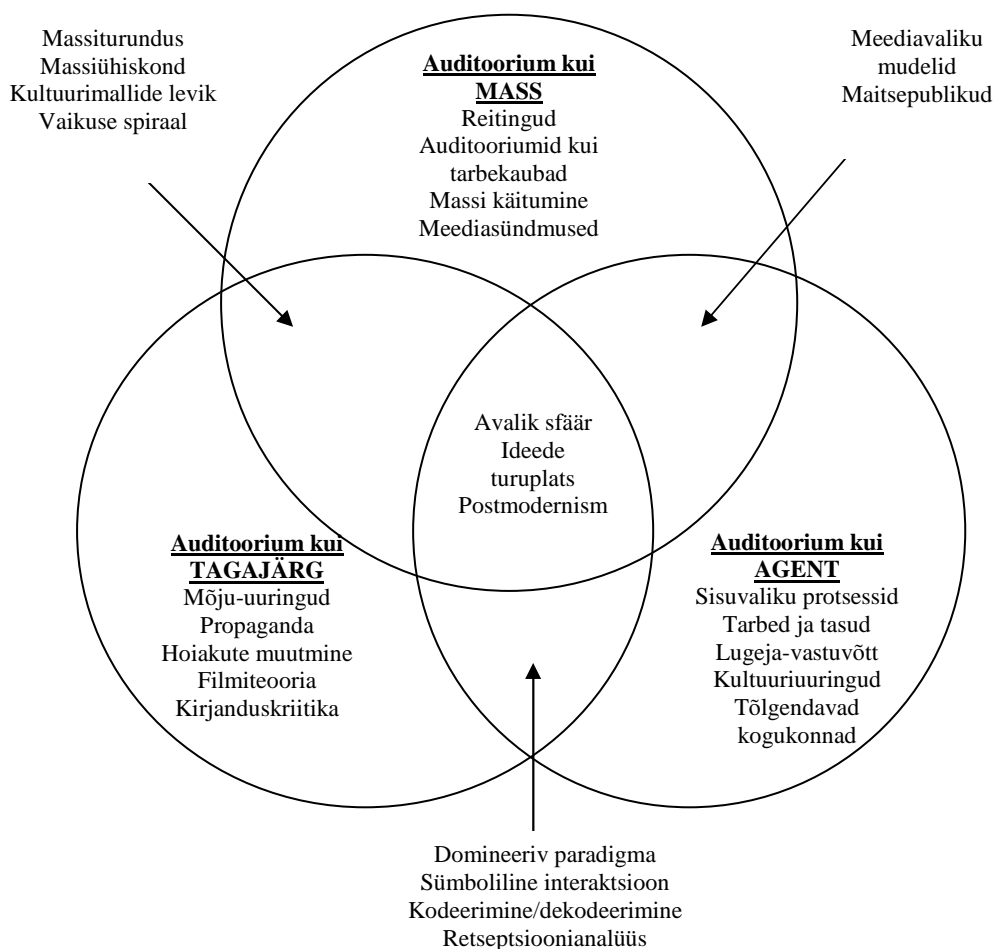 Massiturundus
Massiühiskond
Kultuurimallide levik
Vaikuse spiraal
Auditoorium kui
MASS
Reitingud
Auditooriumid kui
tarbekaubad
Massi käitumine
Meediasündmused
Meediavaliku
mudelid
Maitsepublikud
Avalik sfäär
Ideede
turuplats
Postmodernism
Auditoorium kui
TAGAJÄRG
Mõju-uuringud
Propaganda
Hoiakute muutmine
Filmiteooria
Kirjanduskriitika
Auditoorium kui
AGENT
Sisuvaliku protsessid
Tarbed ja tasud
Lugeja-vastuvõtt
Kultuuriuuringud
Tõlgendavad
kogukonnad
Domineeriv paradigma
Sümboliline interaktsioon
Kodeerimine/dekodeerimine
Retseptsioonianalüüs